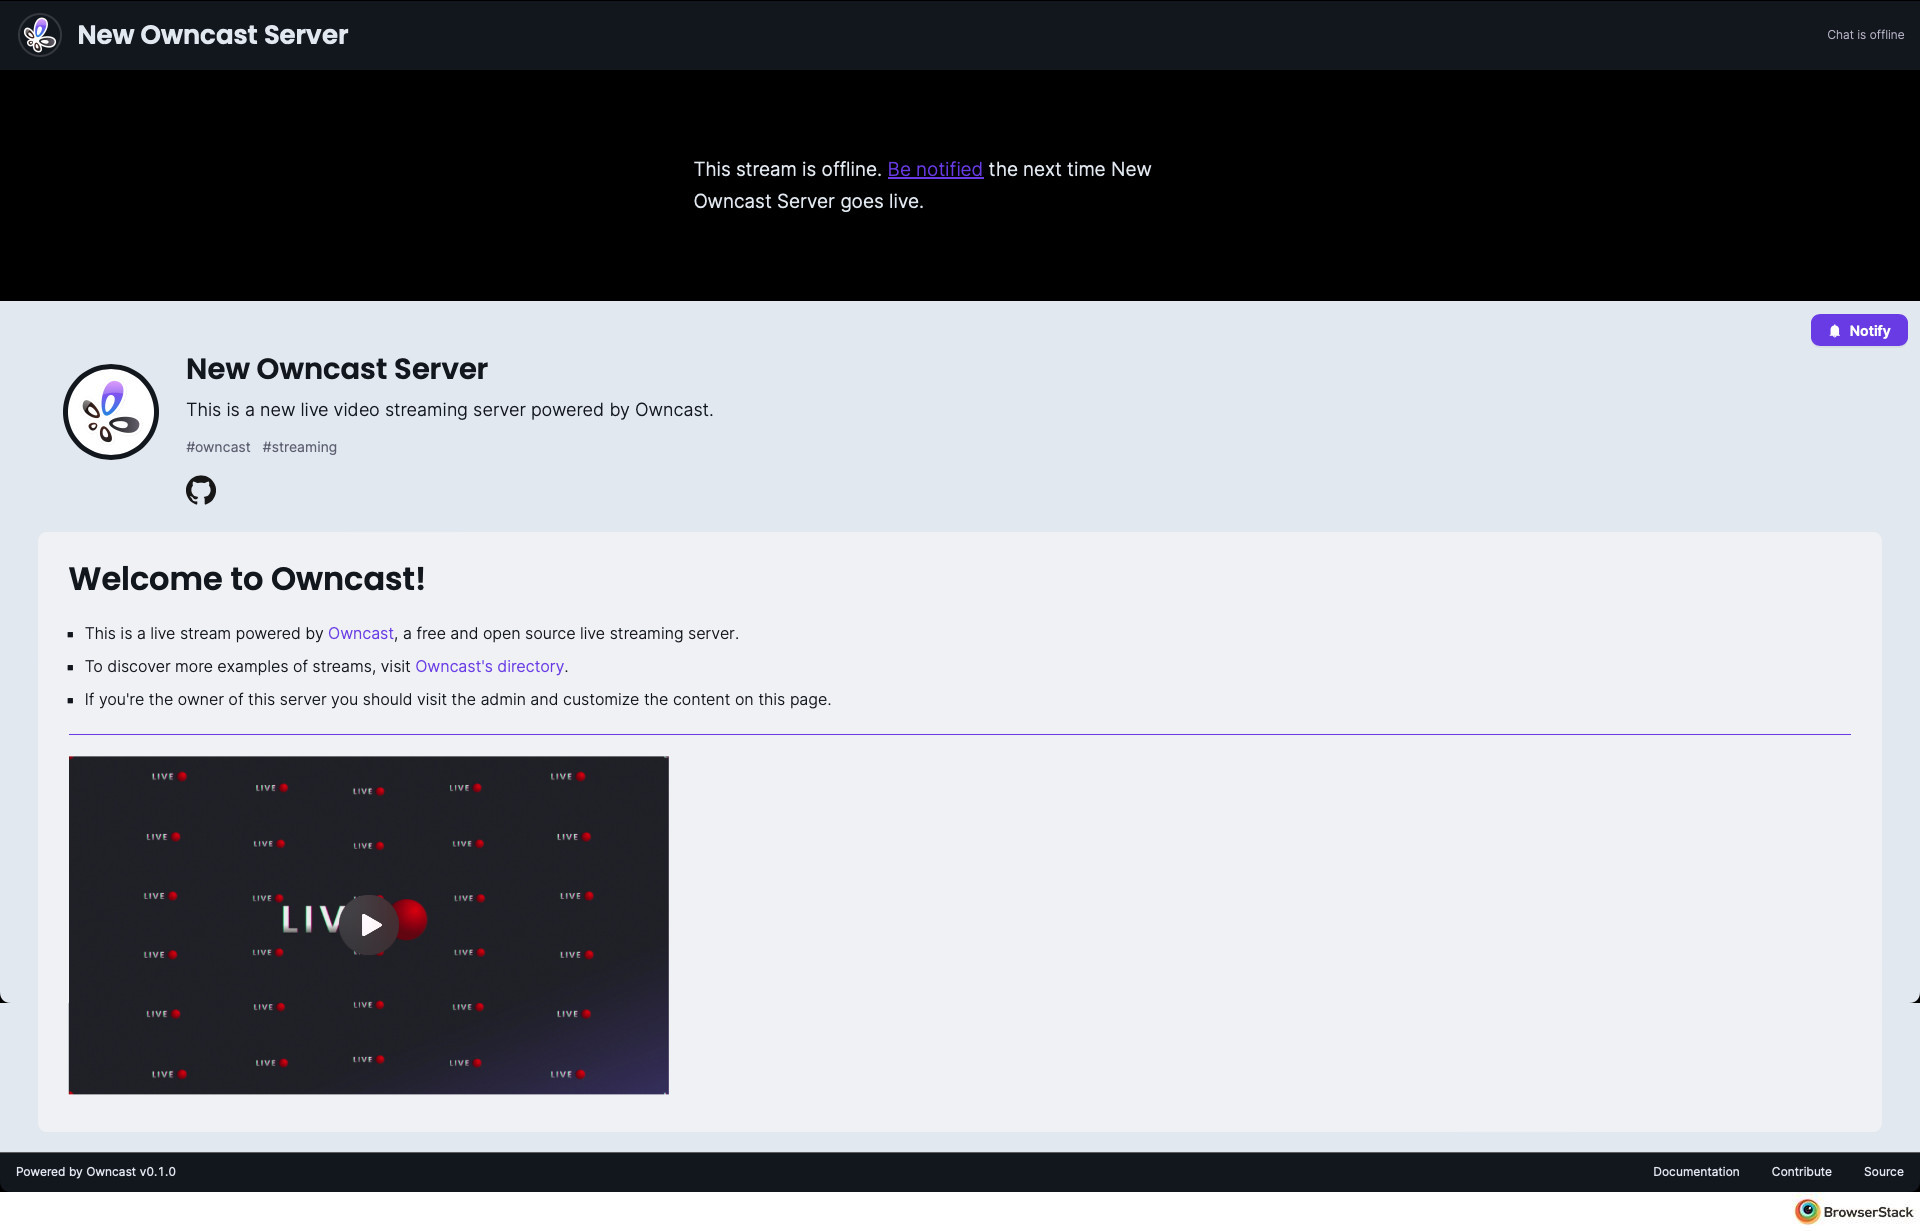 New Owncast Server
Chat is offline
This stream is offline. Be notified the next time New
Owncast Server goes live.
Notify
New Owncast Server
This is a new live video streaming server powered by Owncast.
#owncast #streaming
Welcome to Owncast!
This is a live stream powered by Owncast, a free and open source live streaming server.
To discover more examples of streams, visit Owncast's directory.
If you're the owner of this server you should visit the admin and customize the content on this page.
LIVE LIVE LIVE LIVE LIVE
LIVE LIVE LIVE LIVE LIVE
LIVE LIVE LIVE LIVE
LIV
LIVE LIVE LIVE LIVE
LIVE LIVE LIVE LIVE LIVE
LIVE LIVE LIVE LIVE LIVE
Powered by Owncast v0.1.0
Documentation Contribute Source
BrowserStack